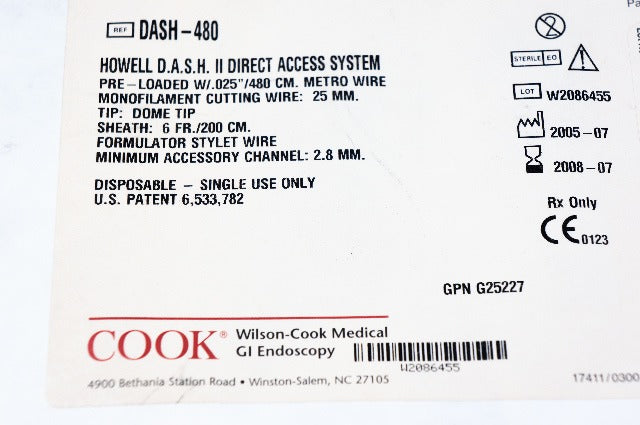 REF DASH-480
HOWELL D.A.S.H. II DIRECT ACCESS SYSTEM
PRE-LOADED W/.025"/480 CM. METRO WIRE
MONOFILAMENT CUTTING WIRE: 25 MM.
TIP: DOME TIP
SHEATH: 6 FR./200 CM.
FORMULATOR STYLET WIRE
MINIMUM ACCESSORY CHANNEL: 2.8 MM.
DISPOSABLE - SINGLE USE ONLY
U.S. PATENT 6,533,782
2
STERILE EO
LOT W2086455
2005-07
2008-07
Rx Only
CE 0123
GPN G25227
COOK® Wilson-Cook Medical
GI Endoscopy
W2086455
4900 Bethania Station Road • Winston-Salem, NC 27105
17411/0300